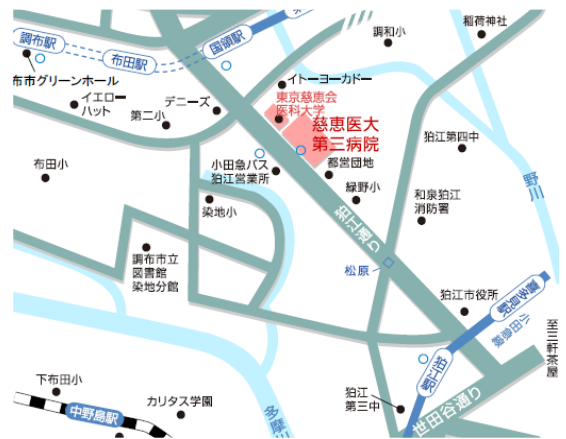 調布駅
布田駅
国領駅
調和小
稲荷神社
布市グリーンホール
イエロー
ハット
第二小
デニーズ
イトーヨーカドー
東京慈恵会
医科大学
慈恵医大
第三病院
狛江第四中
布田小
小田急バス
狛江営業所
都営団地
緑野小
野川
染地小
和泉狛江
消防署
狛江通り
調布市立
図書館
染地分館
松原
狛江市役所
喜多見駅
小田急線
至三軒茶屋
狛江駅
下布田小
カリタス学園
中野島駅
多摩川
狛江
第三中
世田谷通り